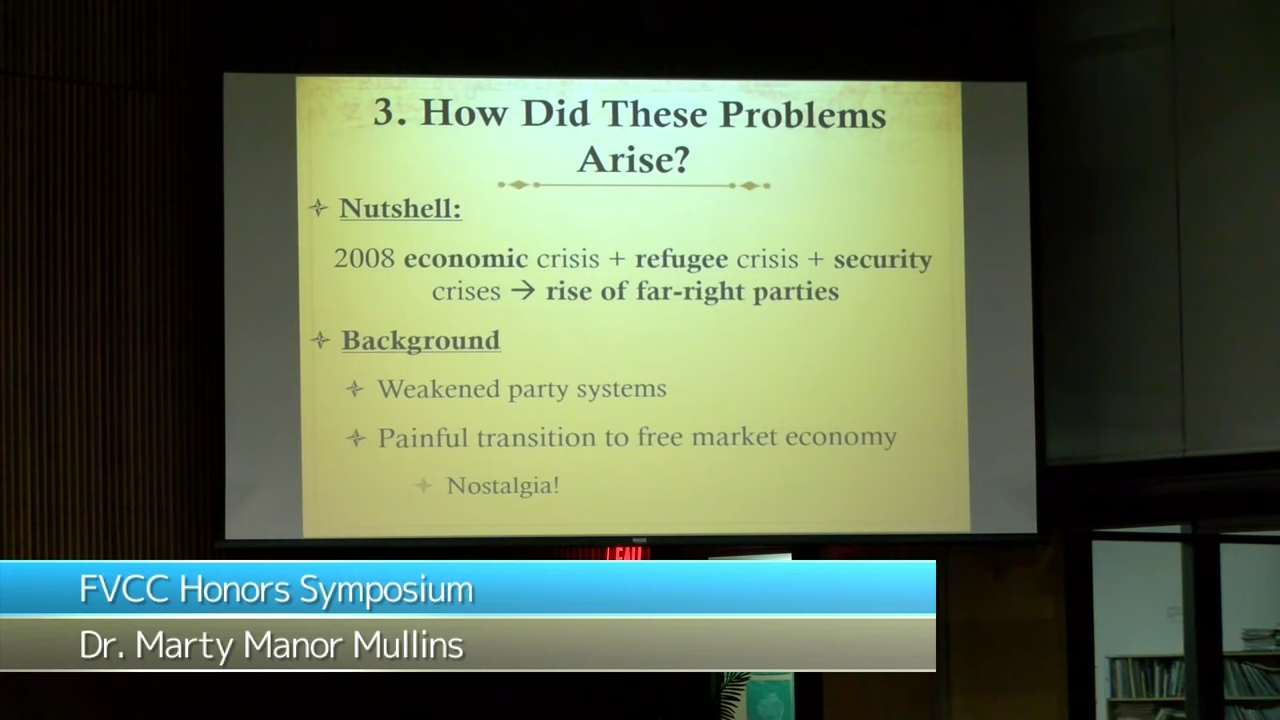 3. How Did These Problems
Arise?
Nutshell:
2008 economic crisis + refugee crisis + security
crises → rise of far-right parties
Background
Weakened party systems
Painful transition to free market economy
Nostalgia!
FVCC Honors Symposium
Dr. Marty Manor Mullins